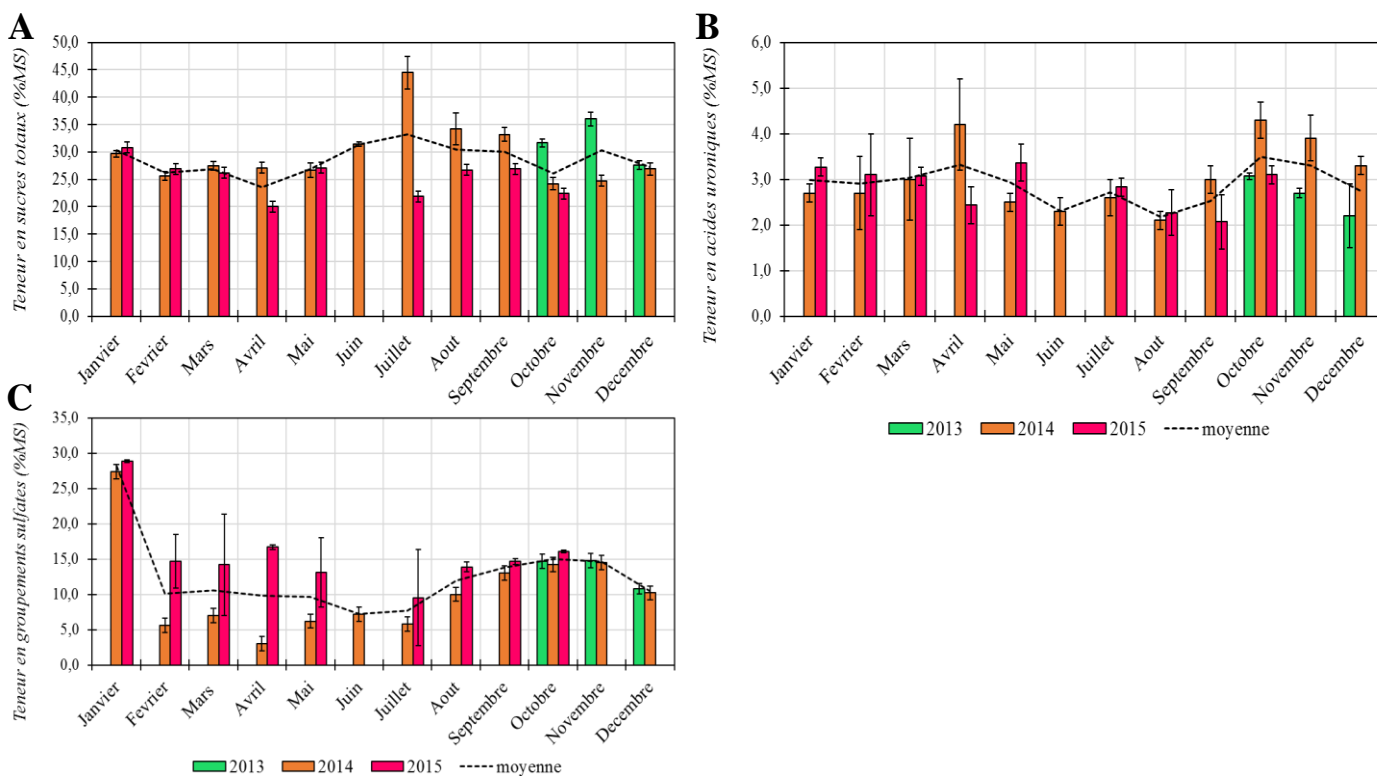 A
Teneur en sucres totaux (%MS)
50,0
45,0
40,0
35,0
30,0
25,0
20,0
15,0
10,0
5,0
0,0
Janvier
Fevrier
Mars
Avril
Mai
Juin
Juillet
Aout
Septembre
Octobre
Novembre
Decembre
B
Teneur en acides uroniques (%MS)
6,0
5,0
4,0
3,0
2,0
1,0
0,0
Janvier
Fevrier
Mars
Avril
Mai
Juin
Juillet
Aout
Septembre
Octobre
Novembre
Decembre
2013 2014 2015 moyenne
C
Teneur en groupements sulfates (%MS)
35,0
30,0
25,0
20,0
15,0
10,0
5,0
0,0
Janvier
Fevrier
Mars
Avril
Mai
Juin
Juillet
Aout
Septembre
Octobre
Novembre
Decembre
2013 2014 2015 moyenne